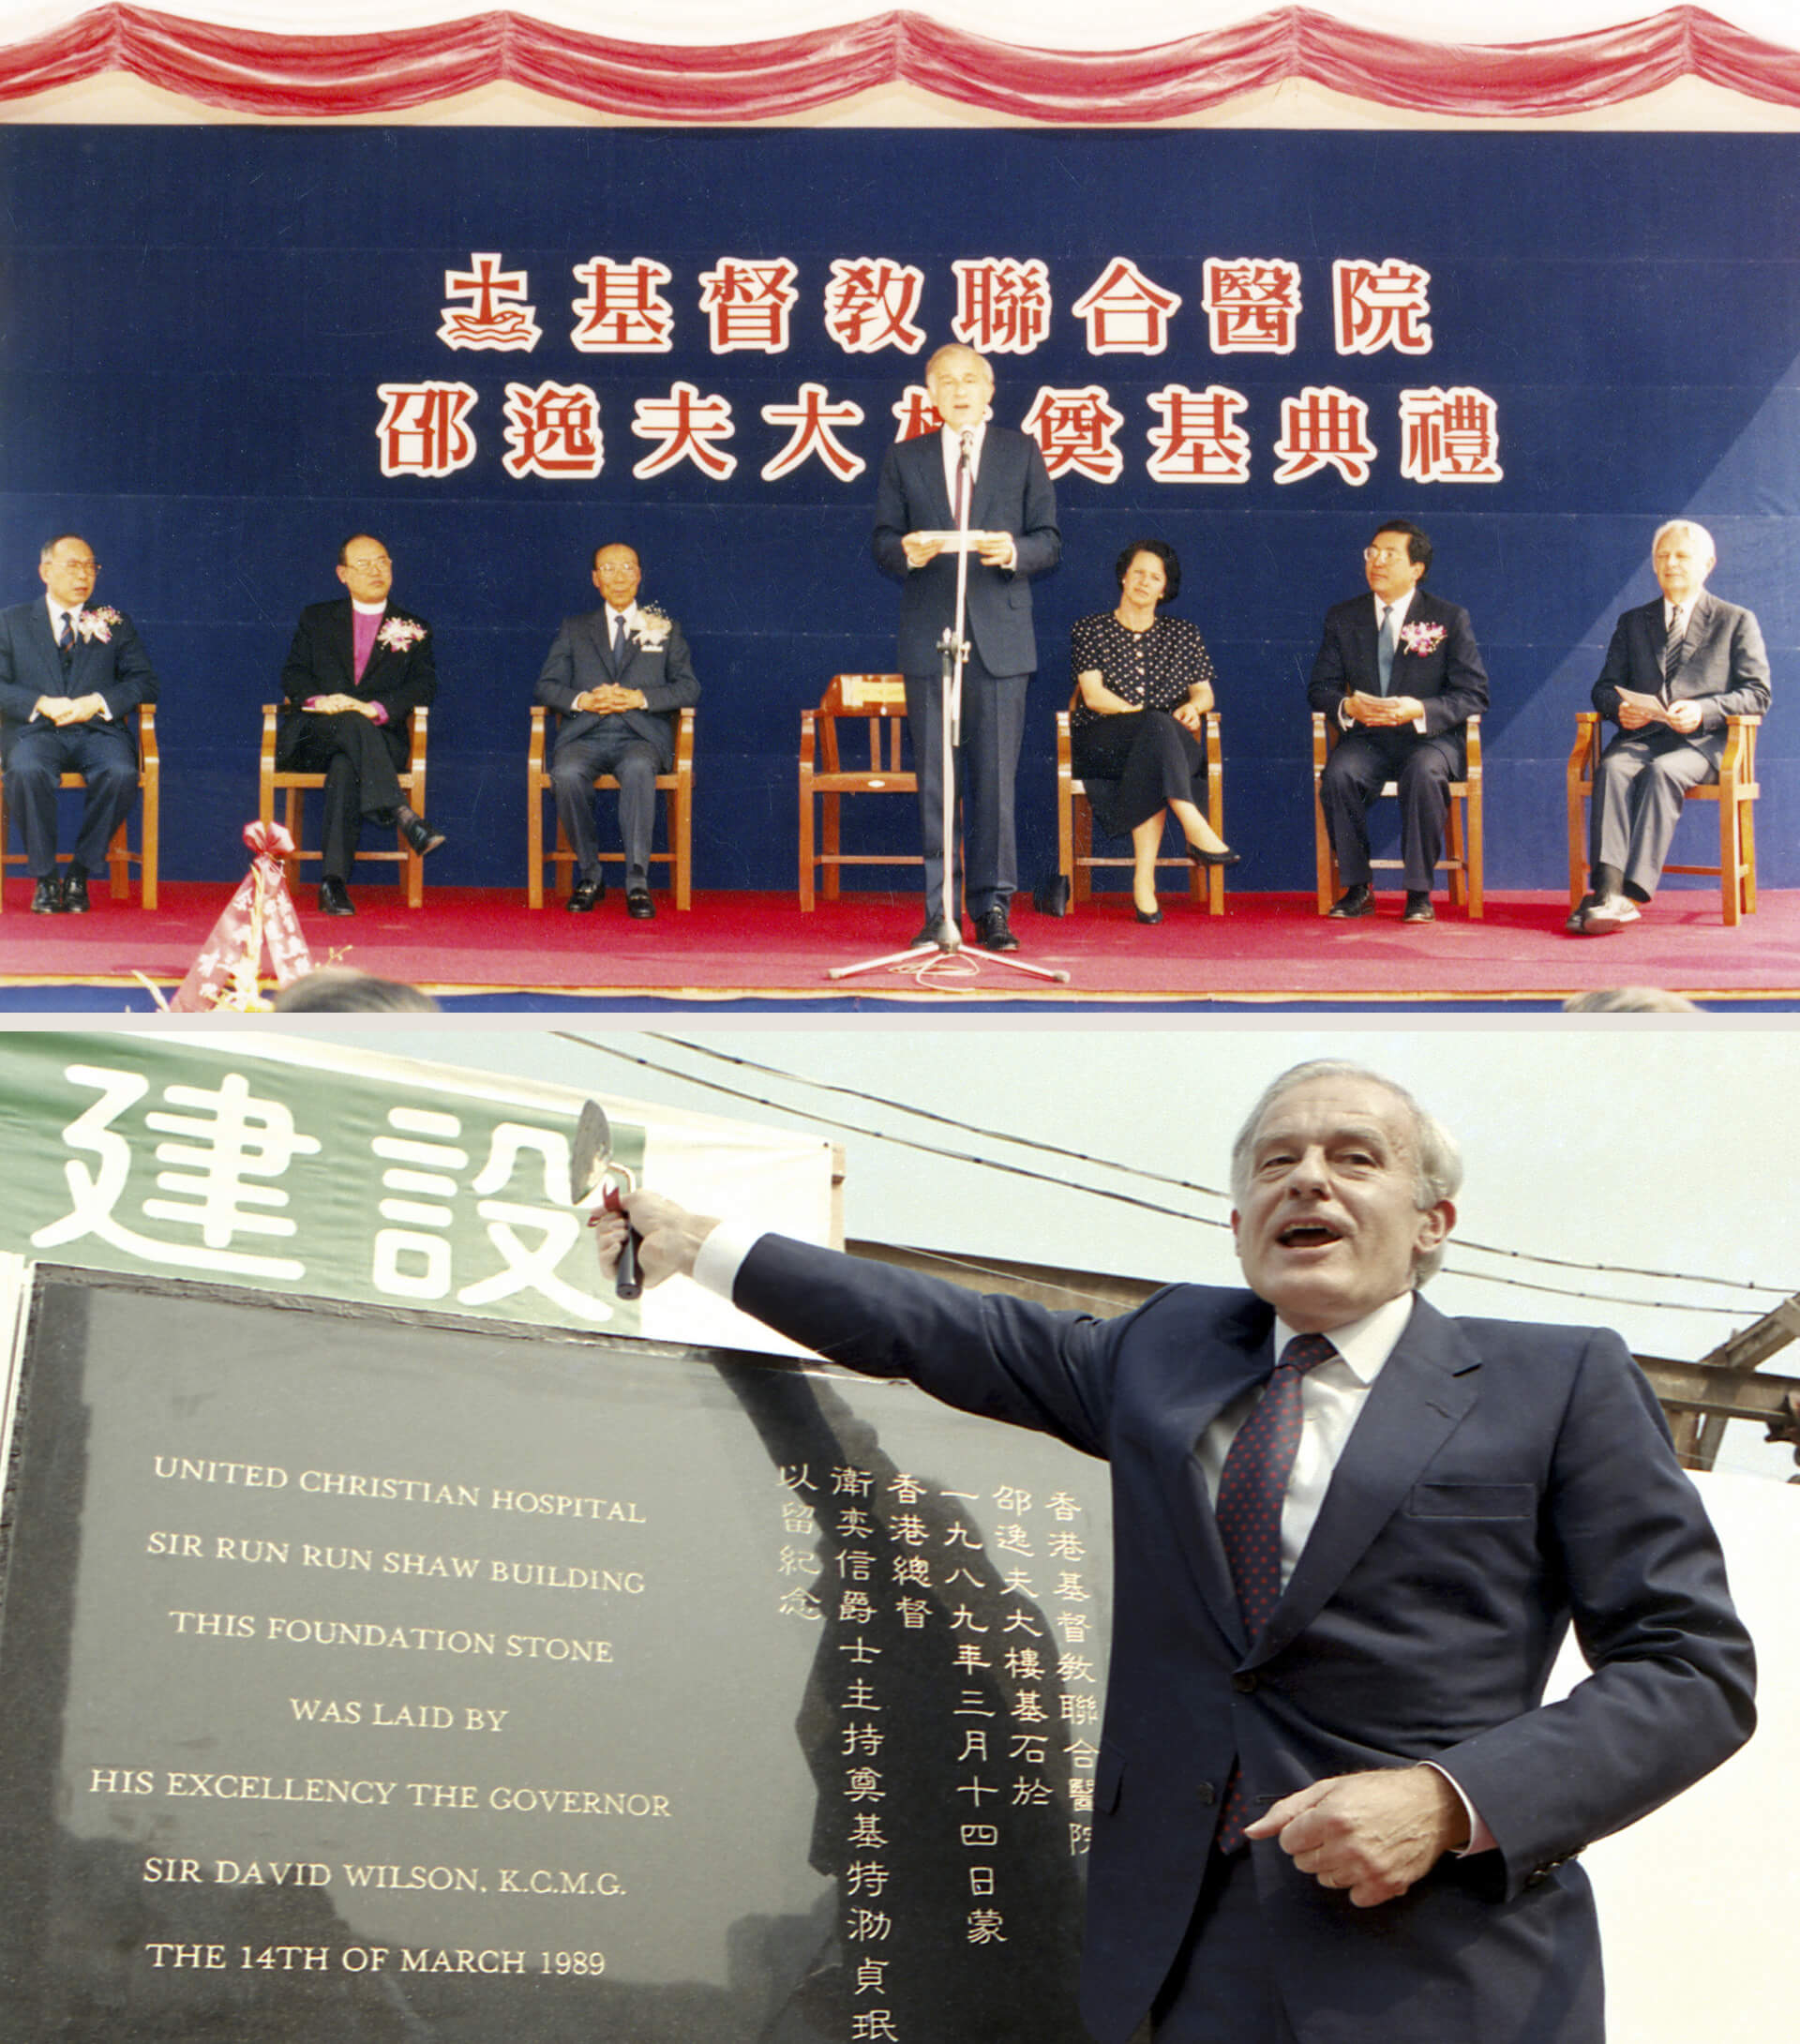 基督教聯合醫院
邵逸夫大樓奠基典禮
建設
UNITED CHRISTIAN HOSPITAL
SIR RUN RUN SHAW BUILDING
THIS FOUNDATION STONE
WAS LAID BY
HIS EXCELLENCY THE GOVERNOR
SIR DAVID WILSON, K.C.M.G.
THE 14TH OF MARCH 1989
香港基督教聯合醫院
邵逸夫大樓基石於
一九八九年三月十四日蒙
香港總督
衛奕信爵士主持奠基特泐貞珉
以留紀念